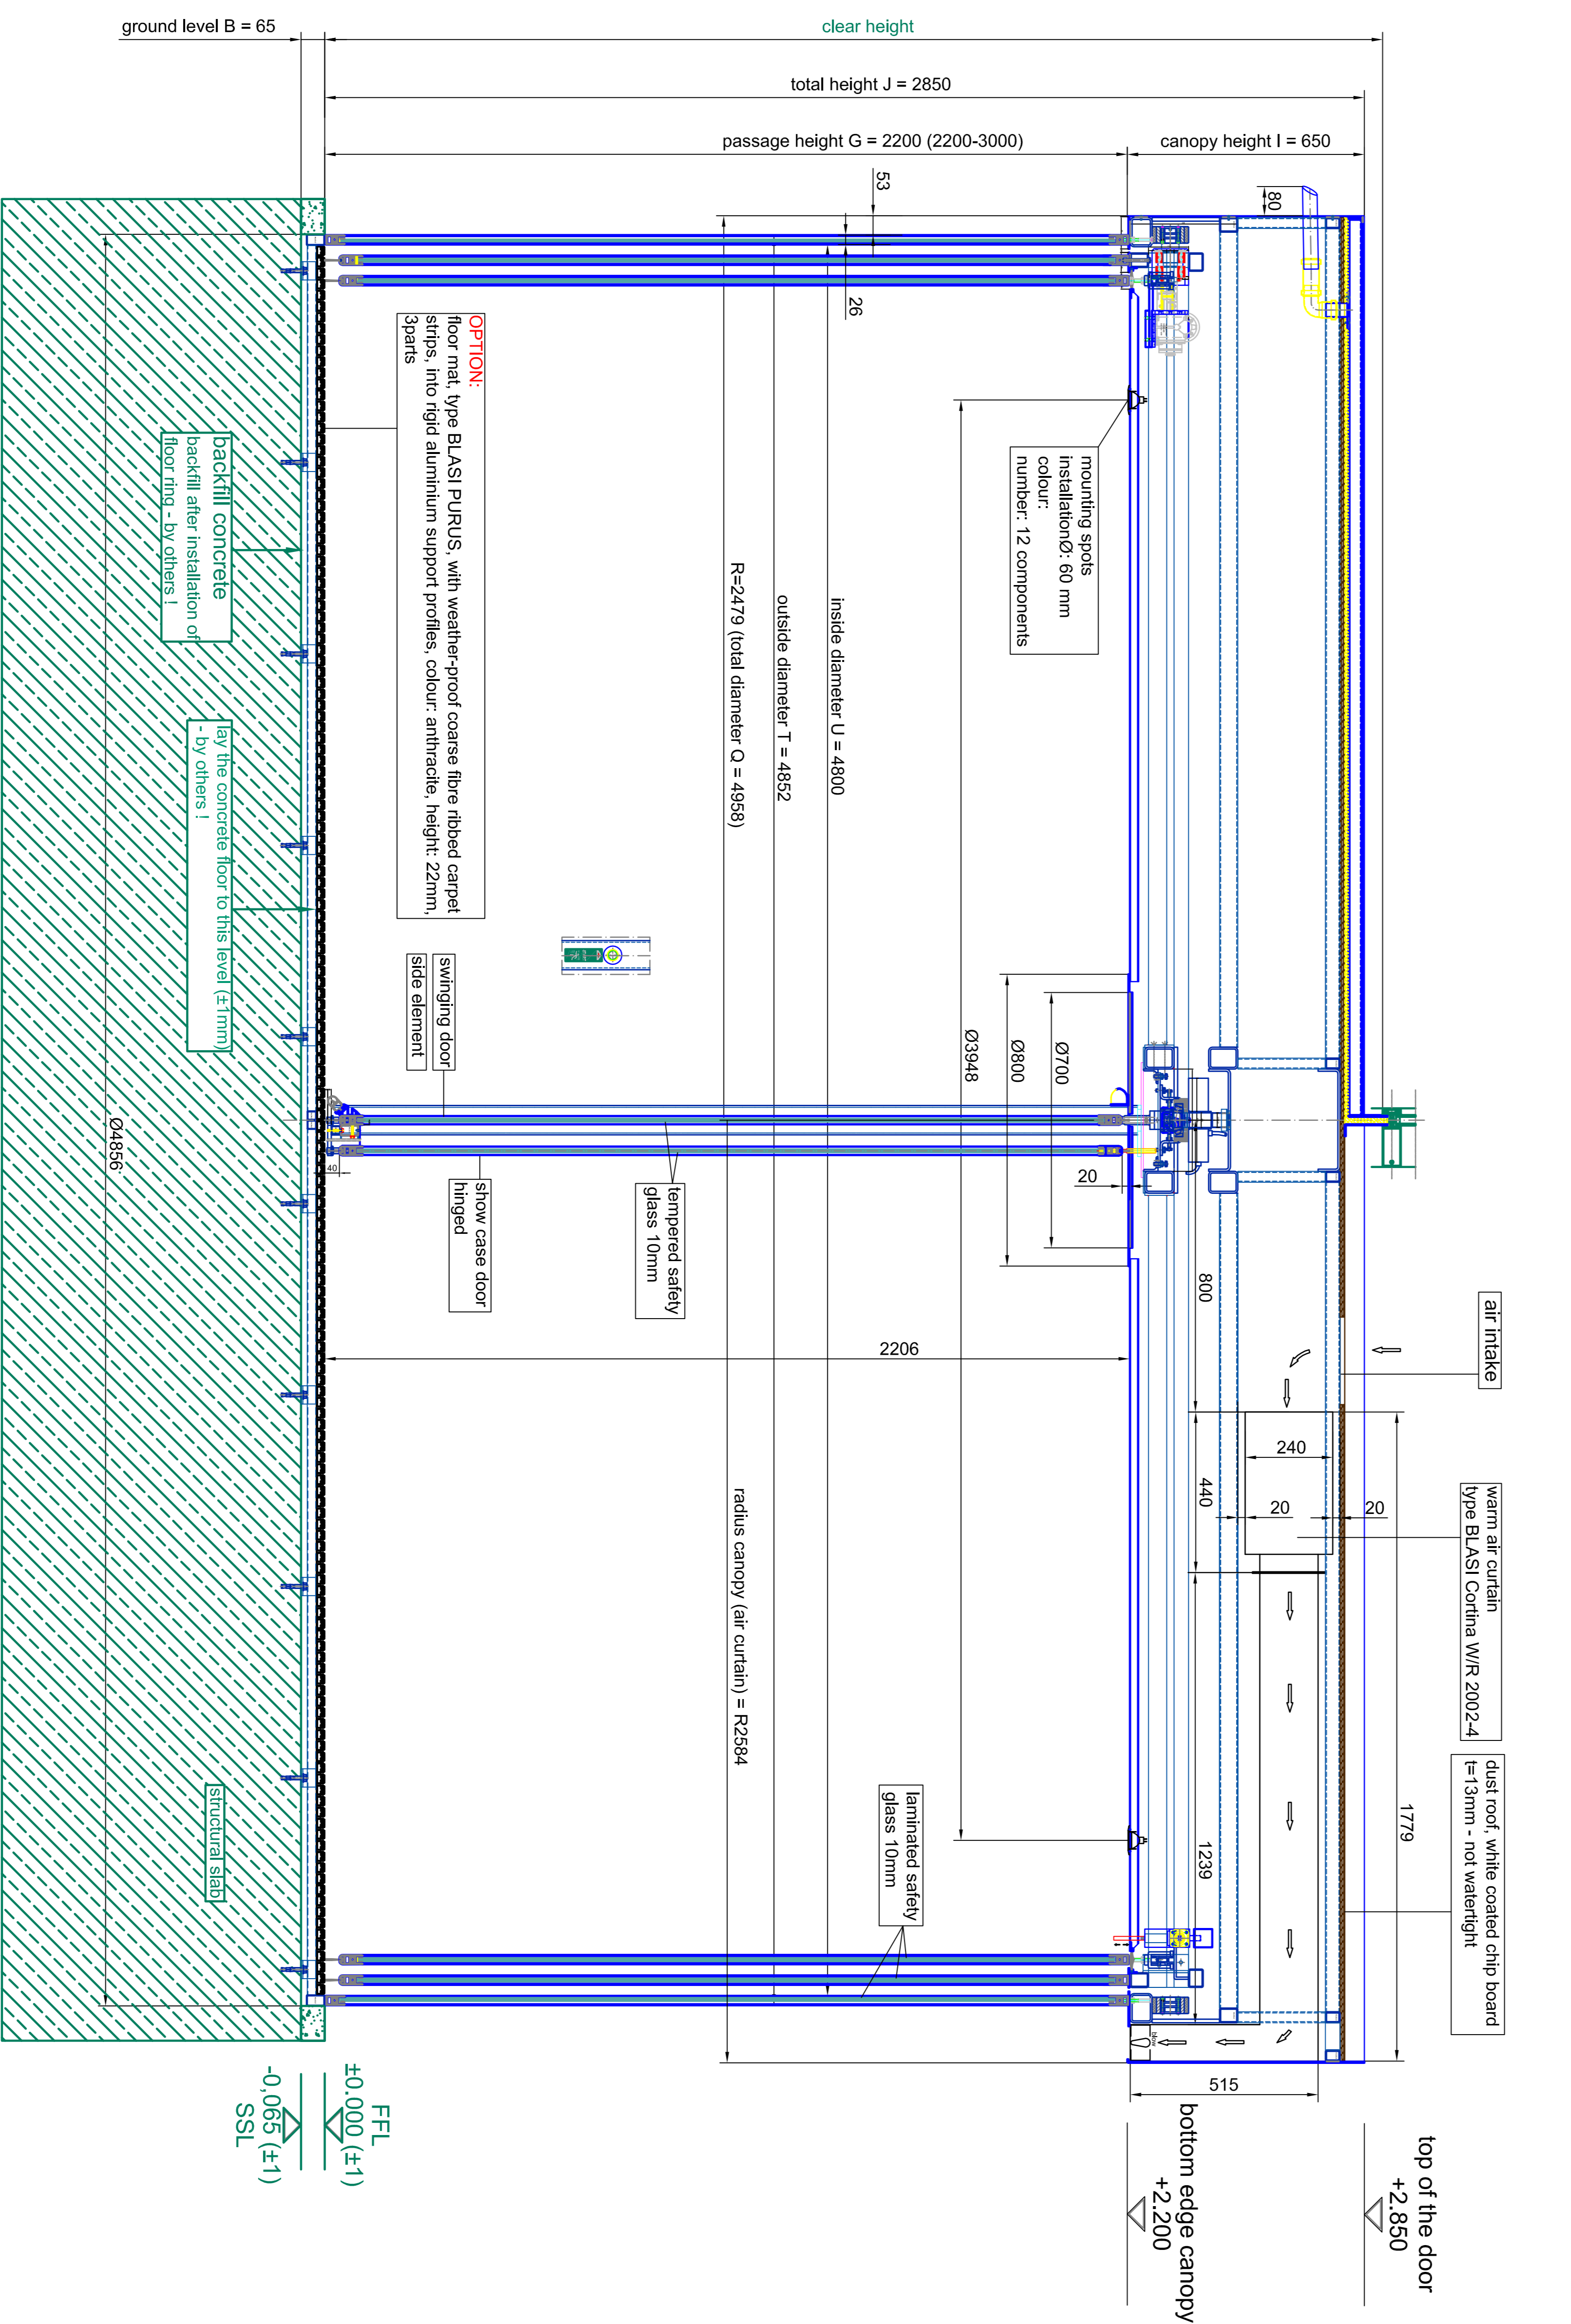 ground level B = 65
clear height
total height J = 2850
passage height G = 2200 (2200-3000)
canopy height I = 650
53
80
26
OPTION:
floor mat, type BLASI PURUS, with weather-proof coarse fibre ribbed carpet
strips, into rigid aluminium support profiles, colour: anthracite, height: 22mm,
3parts
mounting spots
installationØ: 60 mm
colour:
number: 12 components
backfill concrete
backfill after installation of
floor ring - by others !
lay the concrete floor to this level (±1mm)
- by others !
R=2479 (total diameter Q = 4958)
outside diameter T = 4852
inside diameter U = 4800
Ø3948
Ø800
Ø700
swinging door
side element
Ø4856
40
show case door
hinged
tempered safety
glass 10mm
20
2206
800
air intake
240
440
20
20
warm air curtain
type BLASI Cortina W/R 2002-4
dust roof, white coated chip board
t=13mm - not watertight
1779
1239
radius canopy (air curtain) = R2584
laminated safety
glass 10mm
structural slab
blow
515
FFL
±0.000 (±1)
-0,065 (±1)
SSL
bottom edge canopy
+2.200
top of the door
+2.850